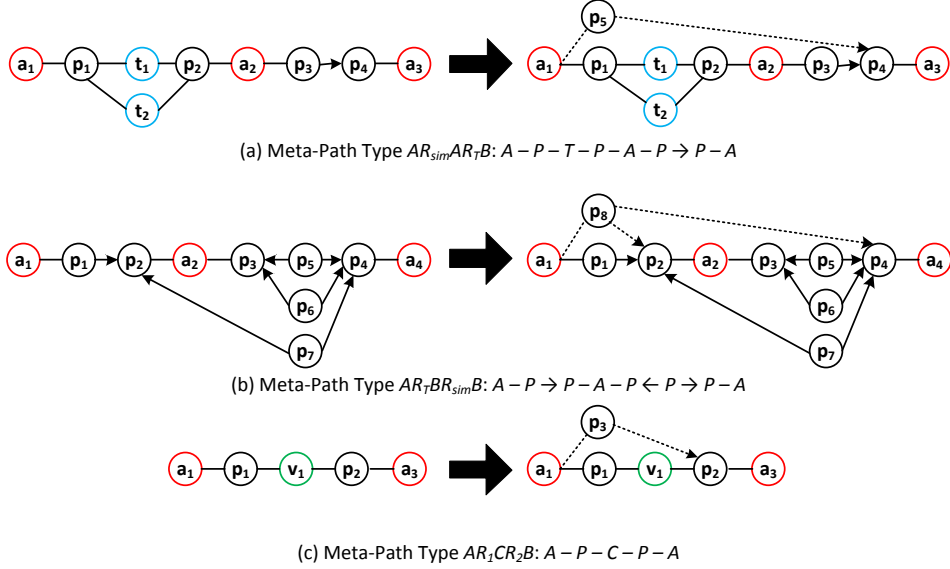 p5
a1 p1 t1 p2 a2 p3 p4 a3 a1 p1 t1 p2 a2 p3 p4 a3
t2 t2
(a) Meta-Path Type ARsimARTB: A – P – T – P – A – P → P – A
p8
a1 p1 p2 a2 p3 p5 p4 a4 a1 p1 p2 a2 p3 p5 p4 a4
p6 p6
p7 p7
(b) Meta-Path Type ARTBRsimB: A – P → P – A – P ← P → P – A
p3
a1 p1 v1 p2 a3 a1 p1 v1 p2 a3
(c) Meta-Path Type AR1CR2B: A – P – C – P – A